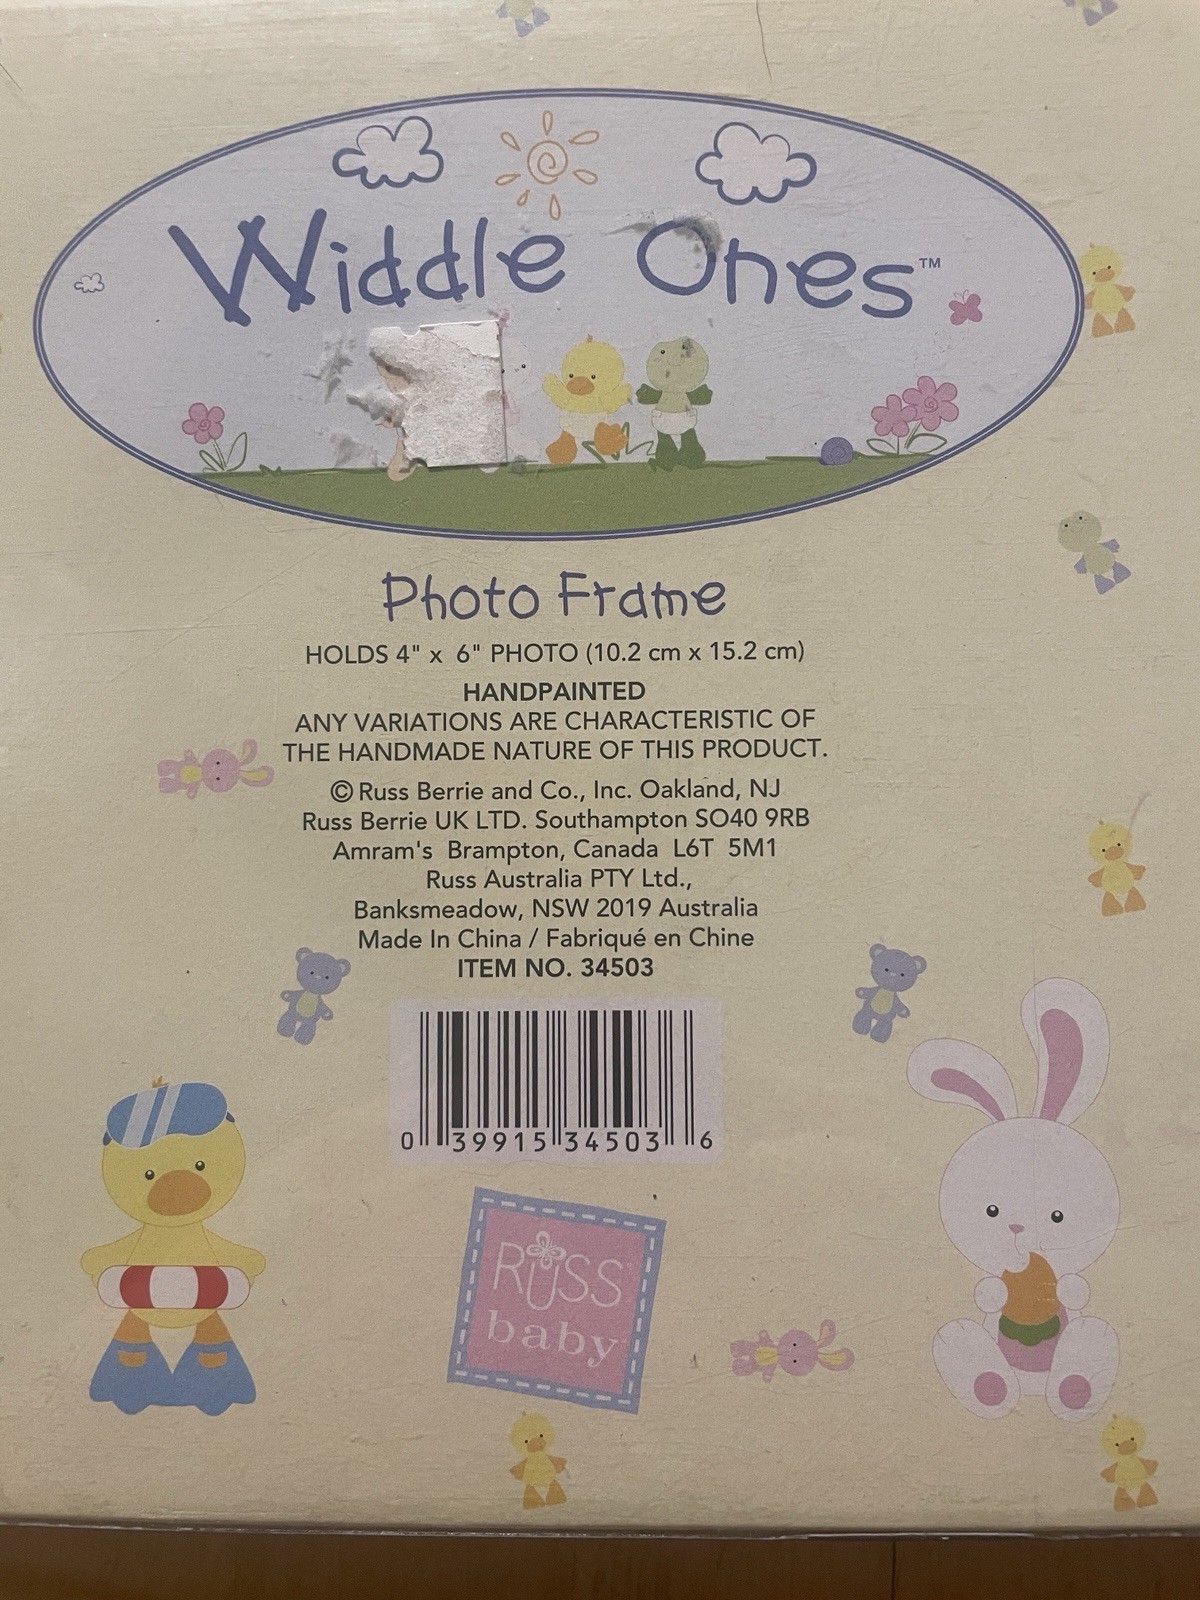 Widdle Ones™
Photo Frame
HOLDS 4" x 6" PHOTO (10.2 cm x 15.2 cm)
HANDPAINTED
ANY VARIATIONS ARE CHARACTERISTIC OF
THE HANDMADE NATURE OF THIS PRODUCT.
© Russ Berrie and Co., Inc. Oakland, NJ
Russ Berrie UK LTD. Southampton SO40 9RB
Amram's Brampton, Canada L6T 5M1
Russ Australia PTY Ltd.,
Banksmeadow, NSW 2019 Australia
Made In China / Fabriqué en Chine
ITEM NO. 34503
0 39915 34503 6
RUSS
baby